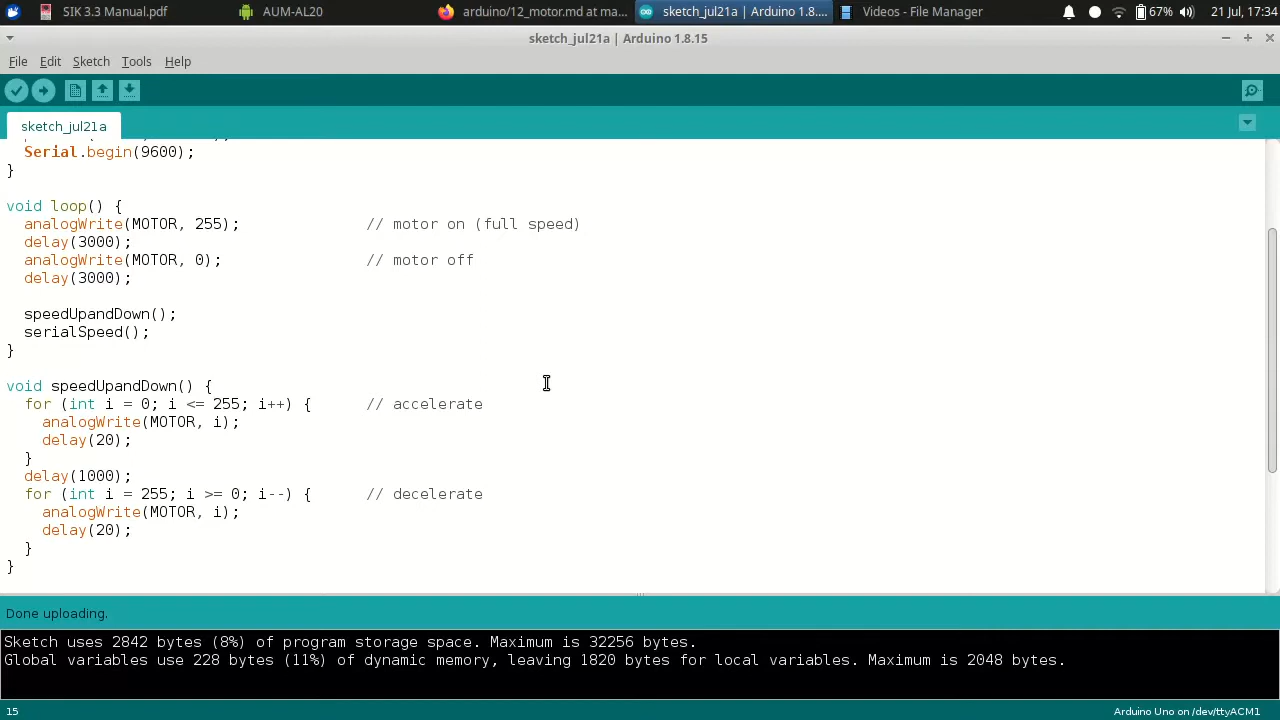 SIK 3.3 Manual.pdf
AUM-AL20
arduino/12_motor.md at ma...
sketch_jul21a | Arduino 1.8....
Videos - File Manager
67%
21 Jul, 17:34
sketch_jul21a | Arduino 1.8.15
File Edit Sketch Tools Help
sketch_jul21a
Serial.begin(9600);
}
void loop() {
analogWrite(MOTOR, 255); // motor on (full speed)
delay(3000);
analogWrite(MOTOR, 0); // motor off
delay(3000);
speedUpandDown();
serialSpeed();
}
void speedUpandDown() {
for (int i = 0; i <= 255; i++) { // accelerate
analogWrite(MOTOR, i);
delay(20);
}
delay(1000);
for (int i = 255; i >= 0; i--) { // decelerate
analogWrite(MOTOR, i);
delay(20);
}
}
Done uploading.
Sketch uses 2842 bytes (8%) of program storage space. Maximum is 32256 bytes.
Global variables use 228 bytes (11%) of dynamic memory, leaving 1820 bytes for local variables. Maximum is 2048 bytes.
15
Arduino Uno on /dev/ttyACM1